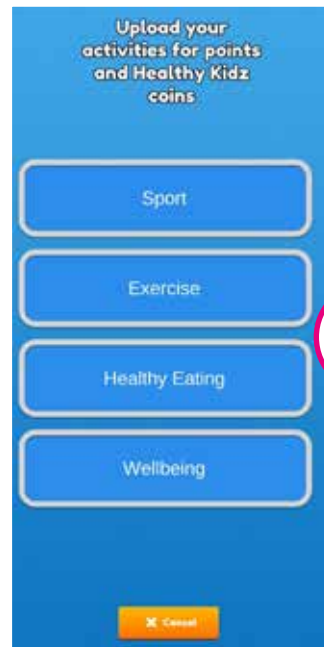 Upload your
activities for points
and Healthy Kidz
coins
Sport
Exercise
Healthy Eating
Wellbeing
Cancel